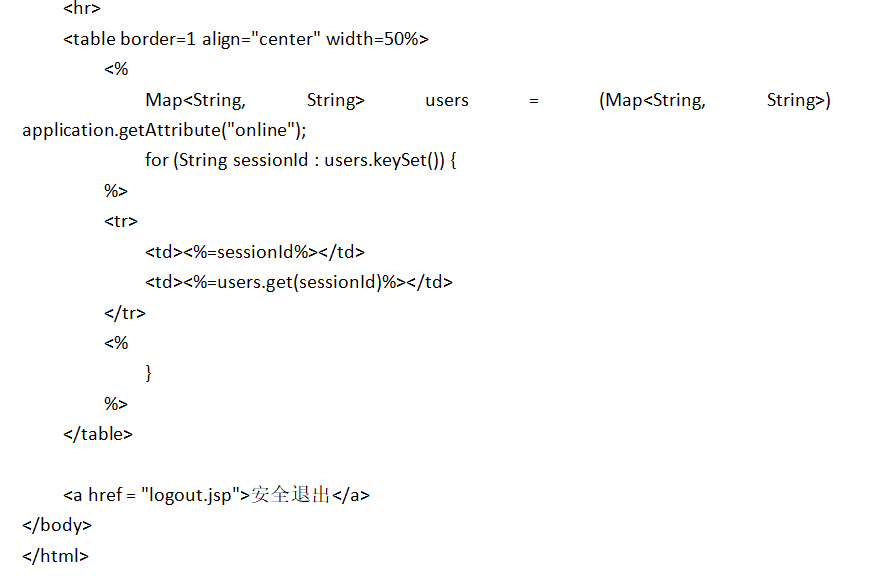 <hr>
<table border=1 align="center" width=50%>
<%
Map<String, String> users = (Map<String, String>)
application.getAttribute("online");
for (String sessionId : users.keySet()) {
%>
<tr>
<td><%=sessionId%></td>
<td><%=users.get(sessionId)%></td>
</tr>
<%
}
%>
</table>
<a href = "logout.jsp">安全退出</a>
</body>
</html>